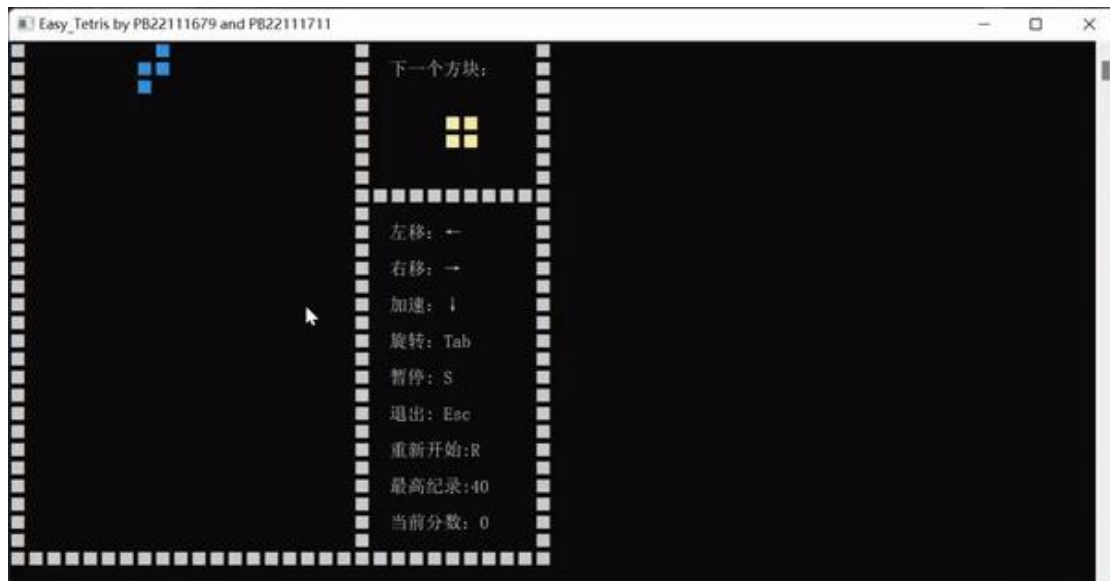 Easy_Tetris by PB22111679 and PB22111711
下一个方块:
左移: ←
右移: →
加速: ↓
旋转: Tab
暂停: S
退出: Esc
重新开始:R
最高纪录:40
当前分数: 0